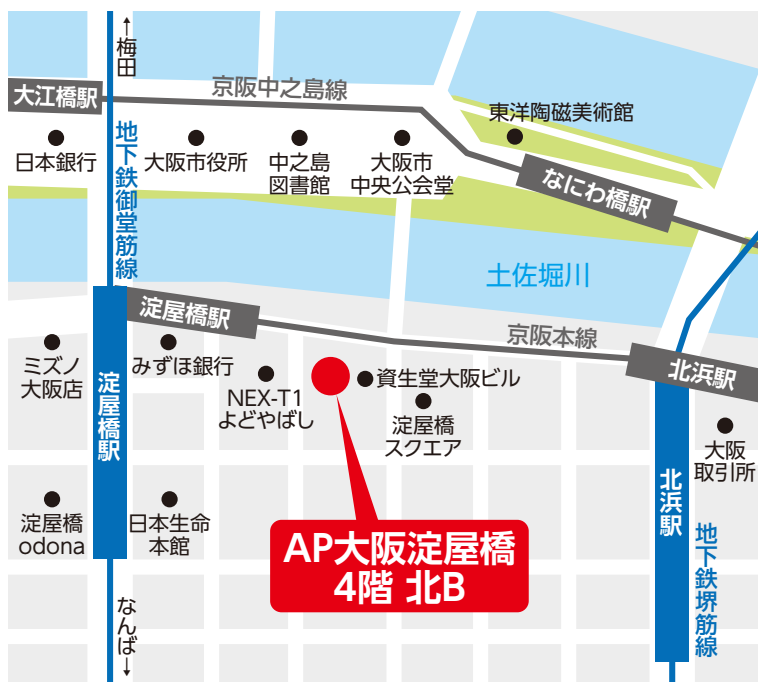 ←梅田
大江橋駅
京阪中之島線
東洋陶磁美術館
日本銀行
大阪市役所
中之島
図書館
大阪市
中央公会堂
なにわ橋駅
地下鉄御堂筋線
土佐堀川
淀屋橋駅
京阪本線
北浜駅
ミズノ
大阪店
淀屋橋駅
みずほ銀行
NEX-T1
よどやばし
資生堂大阪ビル
淀屋橋
スクエア
大阪
取引所
北浜駅
淀屋橋
odona
日本生命
本館
AP大阪淀屋橋
4階 北B
地下鉄堺筋線
なんば→